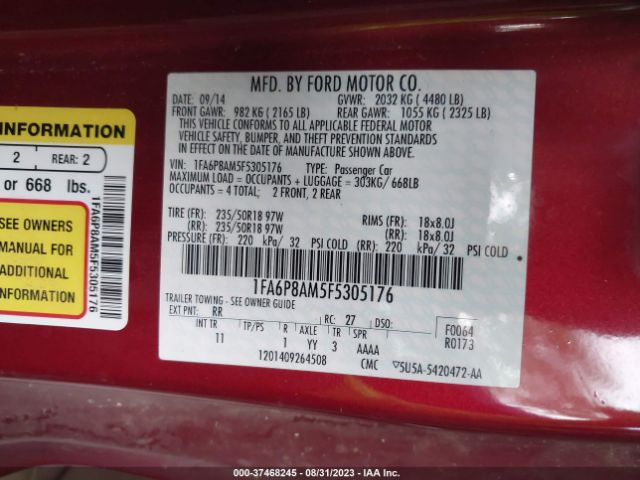 INFORMATION
2 REAR: 2
or 668 lbs.
SEE OWNERS
MANUAL FOR
ADDITIONAL
1FA6P8AM5F5305176
MFD. BY FORD MOTOR CO.
DATE: 09/14 GVWR: 2032 KG ( 4480 LB)
FRONT GAWR: 982 KG ( 2165 LB) REAR GAWR: 1055 KG ( 2325 LB)
THIS VEHICLE CONFORMS TO ALL APPLICABLE FEDERAL MOTOR
VEHICLE SAFETY, BUMPER, AND THEFT PREVENTION STANDARDS
IN EFFECT ON THE DATE OF MANUFACTURE SHOWN ABOVE.
VIN: 1FA6P8AM5F5305176 TYPE: Passenger Car
MAXIMUM LOAD = OCCUPANTS + LUGGAGE = 303KG/ 668LB
OCCUPANTS = 4 TOTAL: 2 FRONT, 2 REAR
TIRE (FR): 235/50R18 97W RIMS (FR): 18x8.0J
(RR): 235/50R18 97W (RR): 18x8.0J
PRESSURE (FR): 220 kPa/ 32 PSI COLD (RR): 220 kPa/ 32 PSI COLD
1FA6P8AM5F5305176
TRAILER TOWING - SEE OWNER GUIDE
EXT PNT: RR RC: 27 DSO: F0064
INT TR TP/PS R AXLE TR SPR R0173
11 1 YY 3 AAAA
1201409264508 CMC 5U5A-5420472-AA
000-37468245 - 08/31/2023 - IAA Inc.